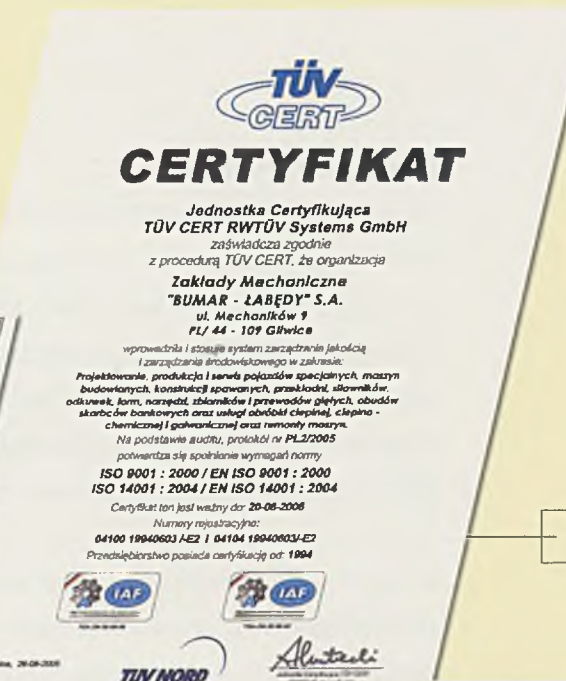 TÜV
CERT
CERTYFIKAT
Jednostka Certyfikująca
TÜV CERT RWTÜV Systems GmbH
zaświadcza zgodnie
z procedurą TÜV CERT, że organizacja
Zakłady Mechaniczne
"BUMAR - ŁABĘDY" S.A.
ul. Mechaników 9
PL/ 44 - 109 Gliwice
wprowadziła i stosuje system zarządzania jakością
i zarządzania środowiskowego w zakresie:
Projektowanie, produkcja i serwis pojazdów specjalnych, maszyn
budowlanych, konstrukcji spawanych, przekładni, siłowników,
odkuwek, form, narzędzi, zbiorników i przewodów giętych, obudów
skarbców bankowych oraz usługi obróbki cieplnej, cieplno -
chemicznej i galwanicznej oraz remonty maszyn.
Na podstawie auditu, protokół nr PL2/2005
potwierdza się spełnianie wymagań normy
ISO 9001 : 2000 / EN ISO 9001 : 2000
ISO 14001 : 2004 / EN ISO 14001 : 2004
Certyfikat ten jest ważny do: 20-06-2006
Numery rejestracyjne:
04100 19940603 /-E2 i 04104 19940603/-E2
Przedsiębiorstwo posiada certyfikację od: 1994
IAF
IAF
TÜV NORD